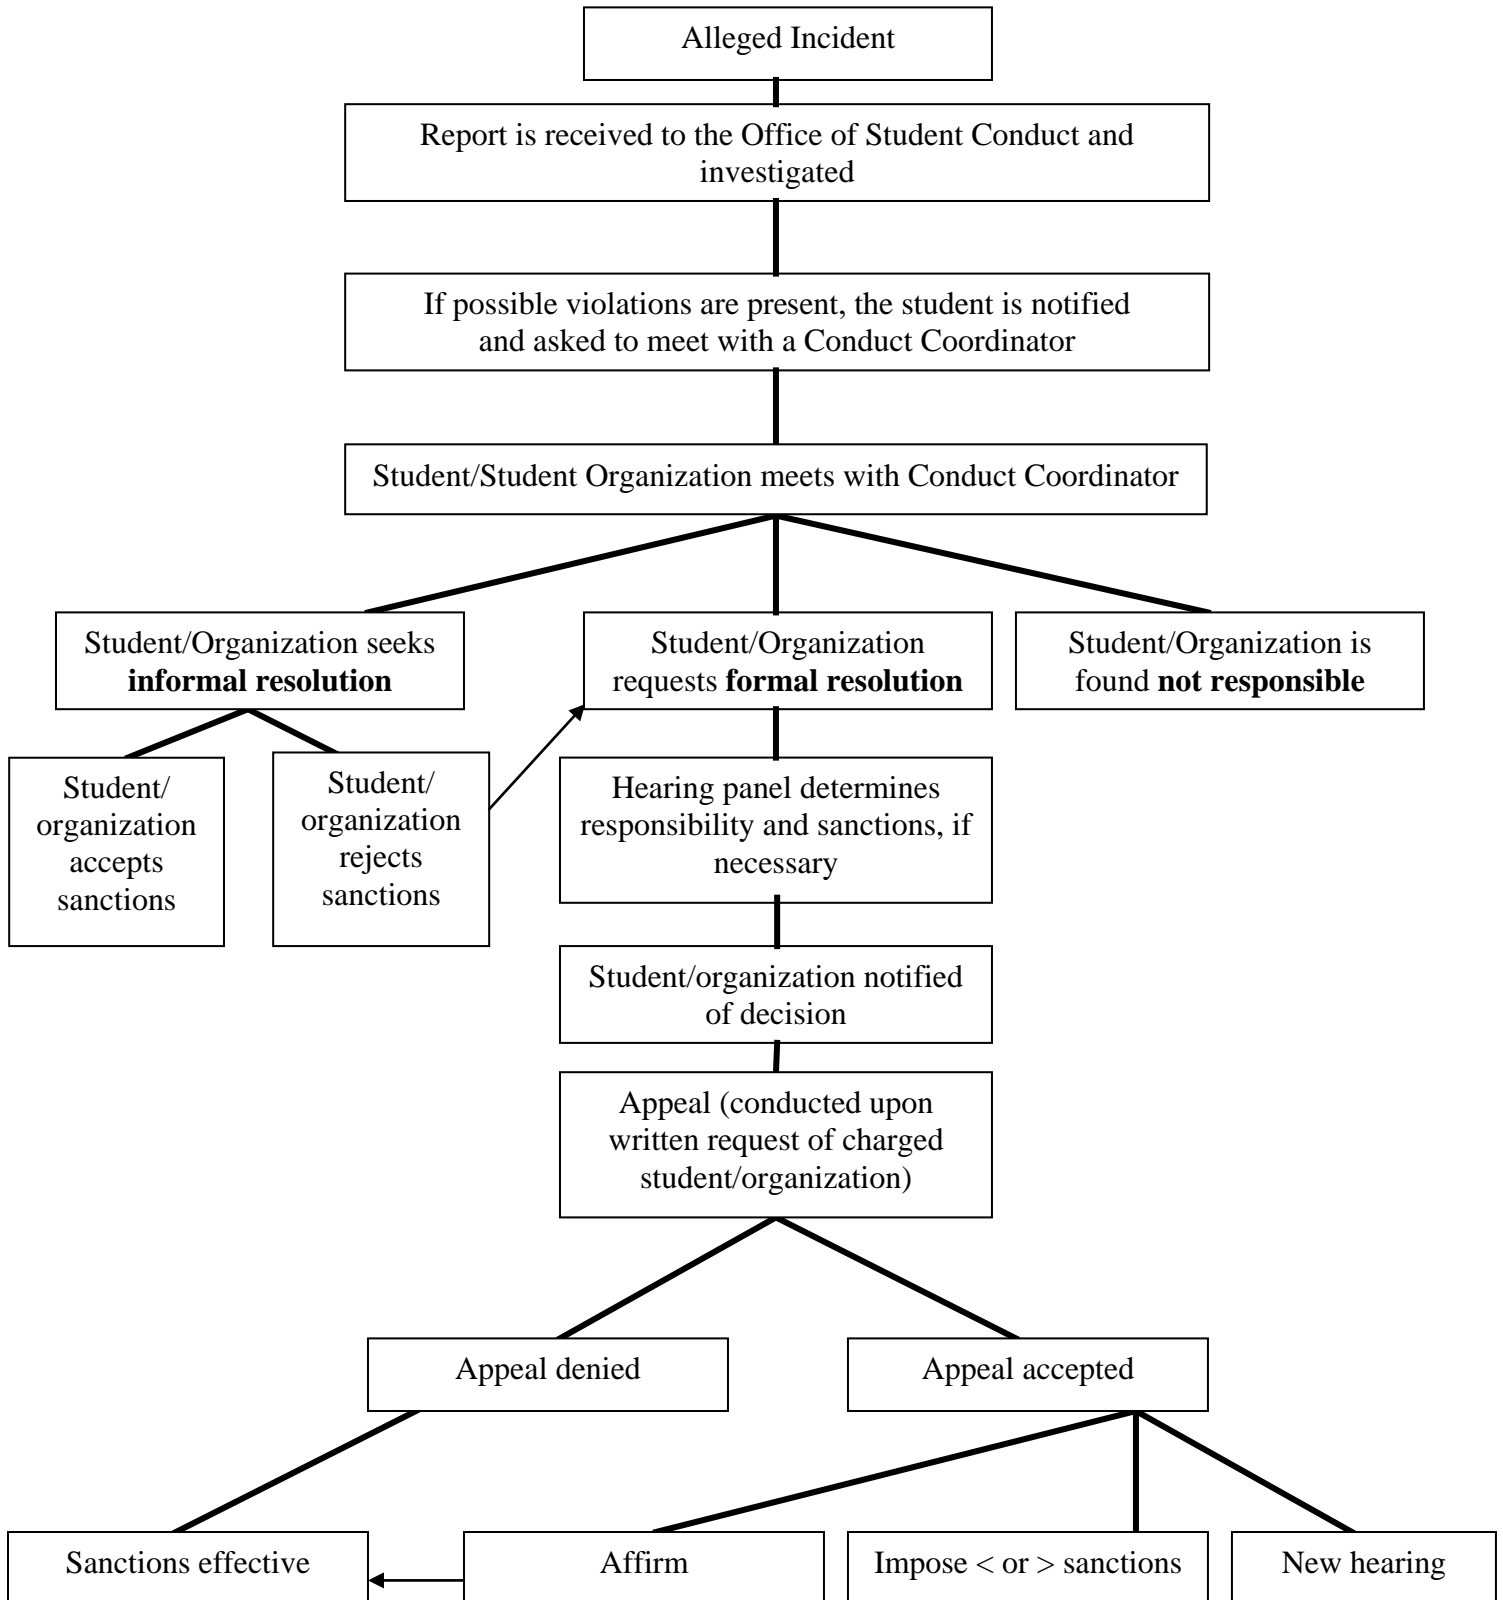 Alleged Incident
Report is received to the Office of Student Conduct and
investigated
If possible violations are present, the student is notified
and asked to meet with a Conduct Coordinator
Student/Student Organization meets with Conduct Coordinator
Student/Organization seeks
informal resolution
Student/Organization
requests formal resolution
Student/Organization is
found not responsible
Student/
organization
accepts
sanctions
Student/
organization
rejects
sanctions
Hearing panel determines
responsibility and sanctions, if
necessary
Student/organization notified
of decision
Appeal (conducted upon
written request of charged
student/organization)
Appeal denied
Appeal accepted
Sanctions effective
Affirm
Impose < or > sanctions
New hearing